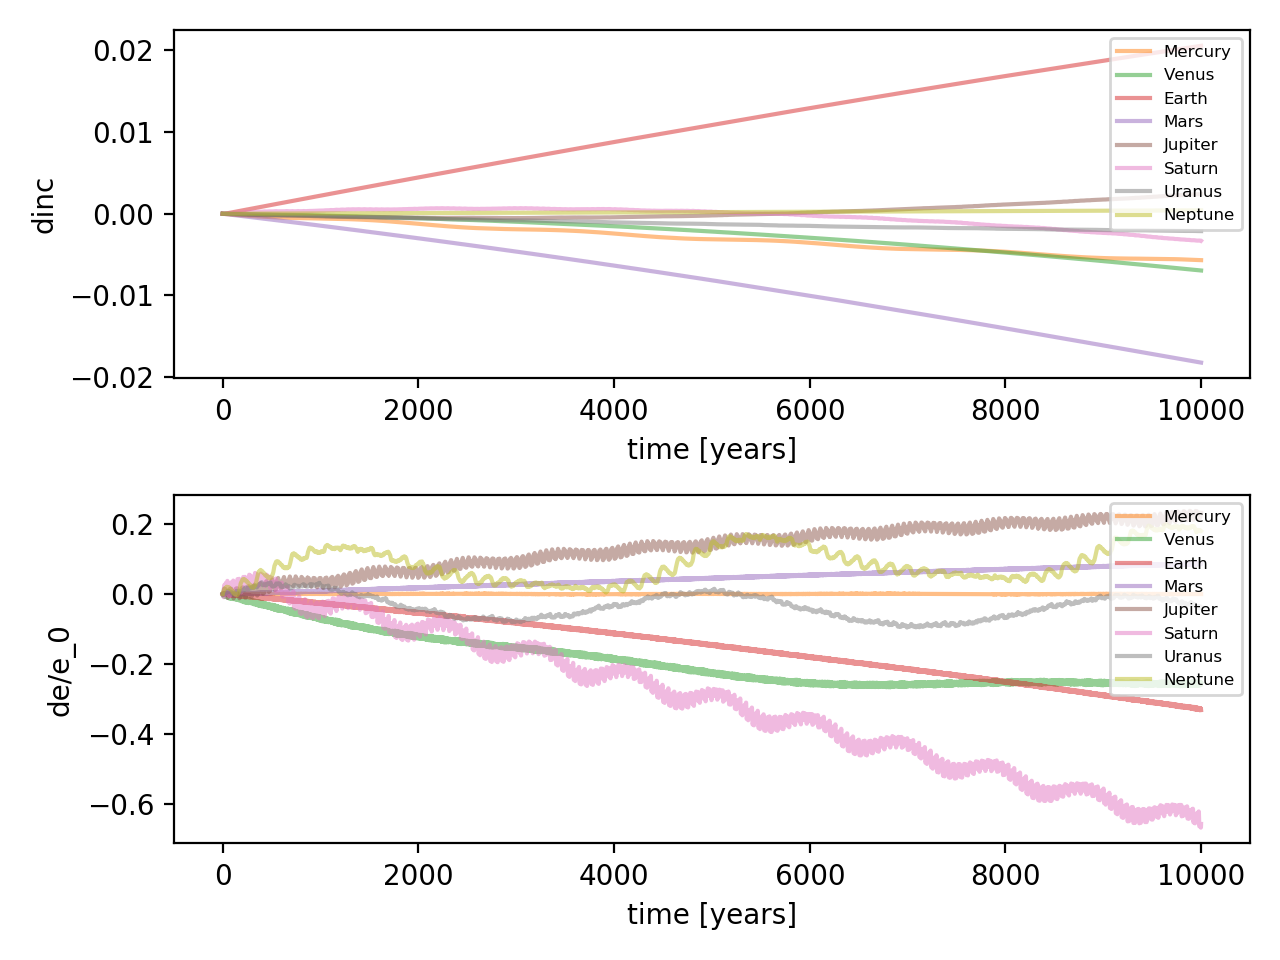 0.02
0.01
0.00
−0.01
−0.02
dinc
0
2000
4000
6000
8000
10000
time [years]
Mercury
Venus
Earth
Mars
Jupiter
Saturn
Uranus
Neptune
0.2
0.0
−0.2
−0.4
−0.6
de/e_0
0
2000
4000
6000
8000
10000
time [years]
Mercury
Venus
Earth
Mars
Jupiter
Saturn
Uranus
Neptune